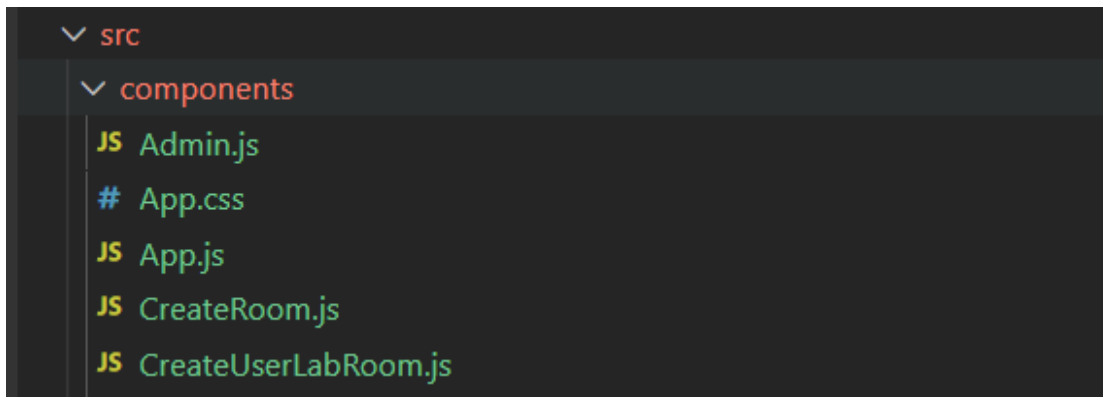 src
components
JS Admin.js
# App.css
JS App.js
JS CreateRoom.js
JS CreateUserLabRoom.js